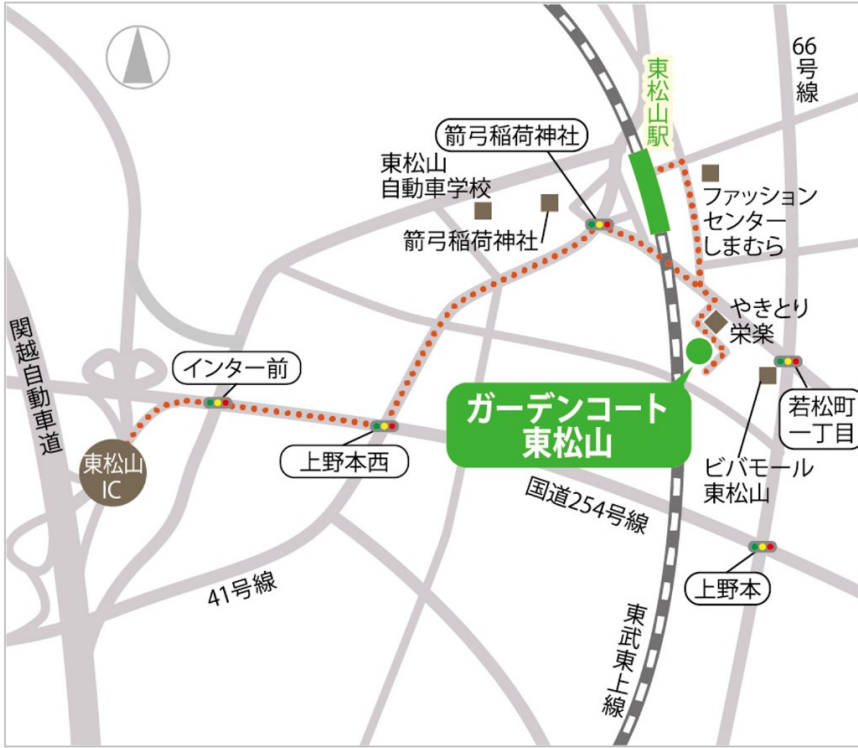 66号線
東松山駅
箭弓稲荷神社
東松山
自動車学校
箭弓稲荷神社
ファッション
センター
しまむら
やきとり
栄楽
関越自動車道
インター前
ガーデンコート
東松山
若松町
一丁目
上野本西
東松山
IC
ビバモール
東松山
国道254号線
上野本
41号線
東武東上線